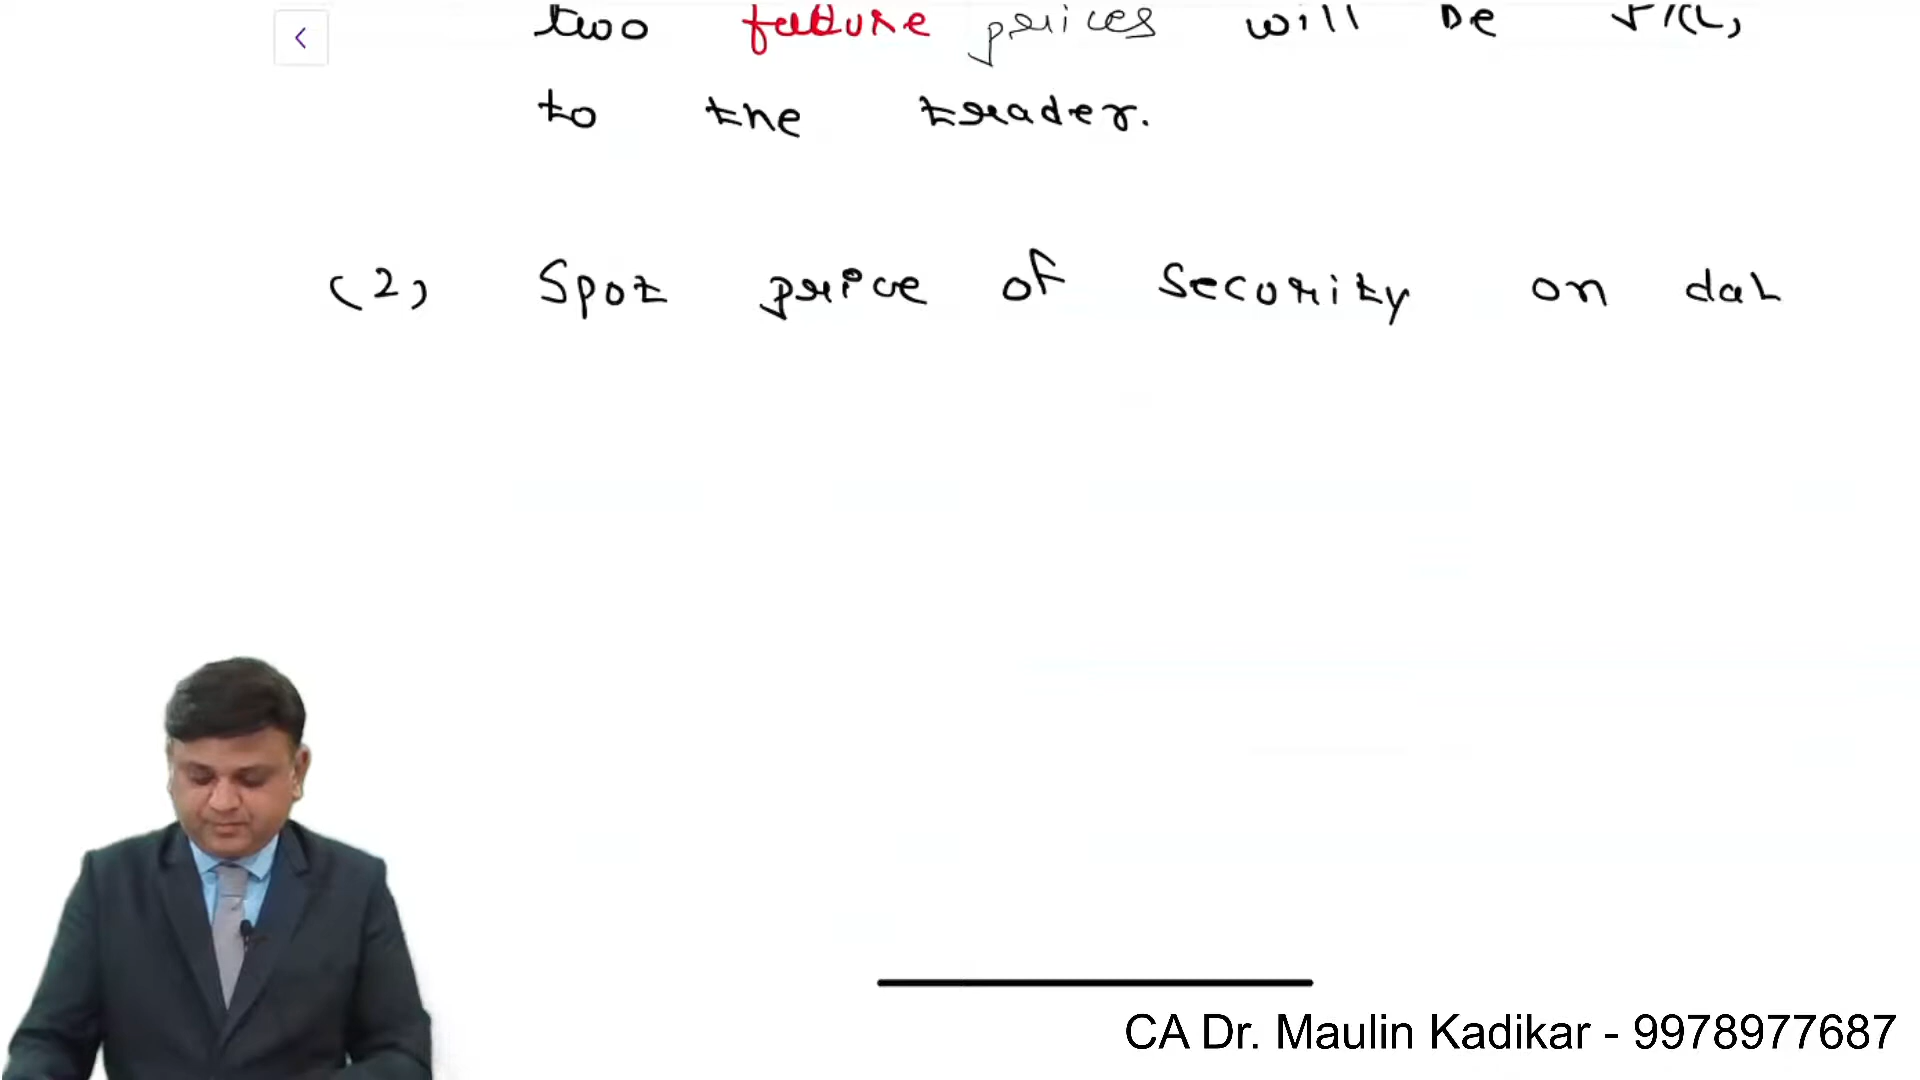 two future prices will be
to the trader.
(2) Spot price of Security on dat
CA Dr. Maulin Kadikar - 9978977687